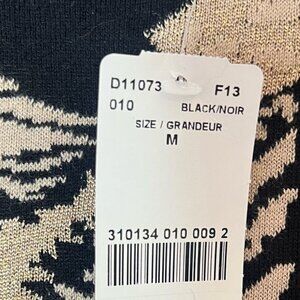 D11073 F13
010 BLACK/NOIR
SIZE / GRANDEUR
M
310134 010 009 2